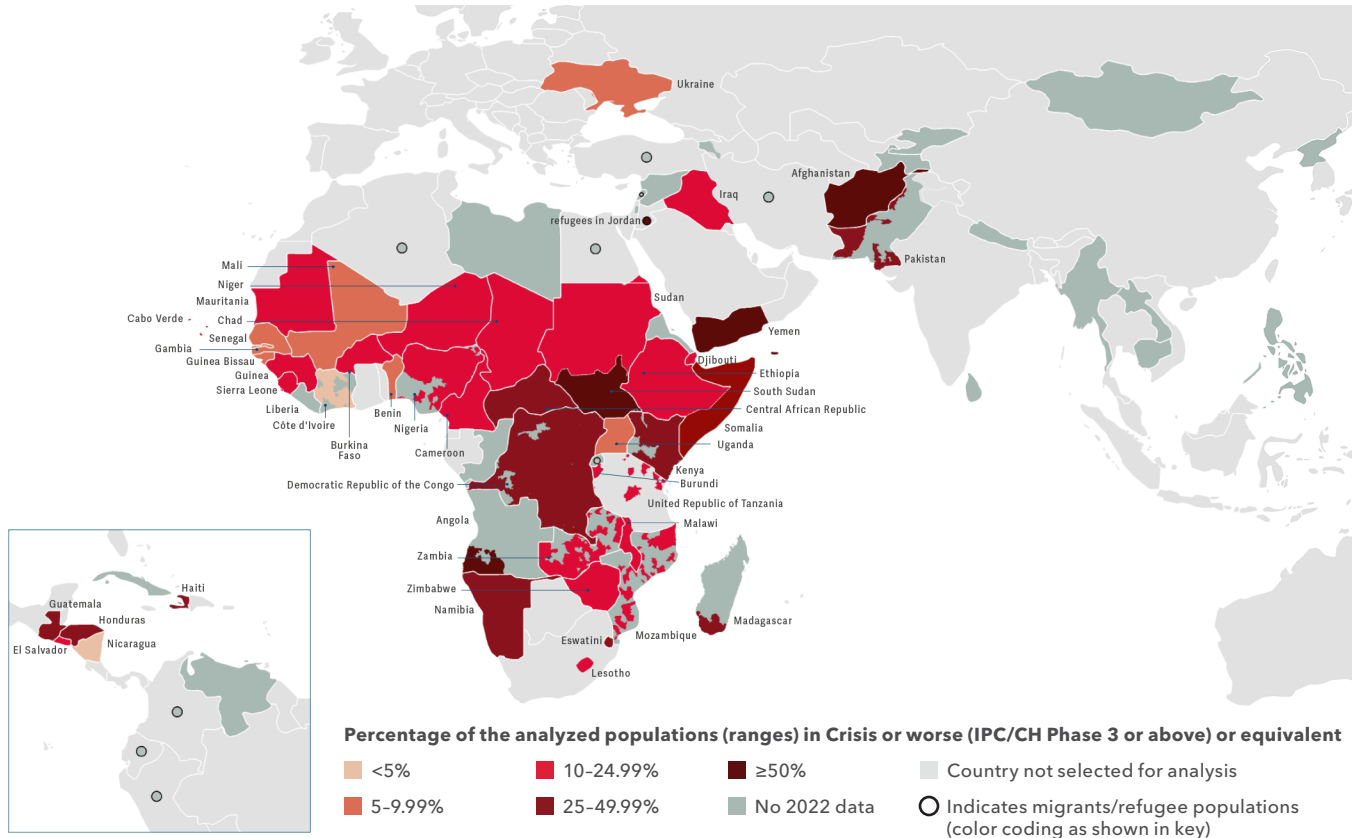 Ukraine
Afghanistan
Iraq
refugees in Jordan
Pakistan
Mali
Niger
Mauritania
Sudan
Cabo Verde
Chad
Senegal
Yemen
Gambia
Guinea Bissau
Djibouti
Guinea
Ethiopia
Sierra Leone
South Sudan
Liberia
Benin
Central African Republic
Côte d'Ivoire
Nigeria
Somalia
Burkina
Faso
Uganda
Cameroon
Kenya
Democratic Republic of the Congo
Burundi
United Republic of Tanzania
Angola
Malawi
Zambia
Zimbabwe
Namibia
Madagascar
Eswatini
Mozambique
Lesotho
Haiti
Guatemala
Honduras
Nicaragua
El Salvador
Percentage of the analyzed populations (ranges) in Crisis or worse (IPC/CH Phase 3 or above) or equivalent
<5%
10–24.99%
≥50%
Country not selected for analysis
5–9.99%
25–49.99%
No 2022 data
Indicates migrants/refugee populations
(color coding as shown in key)